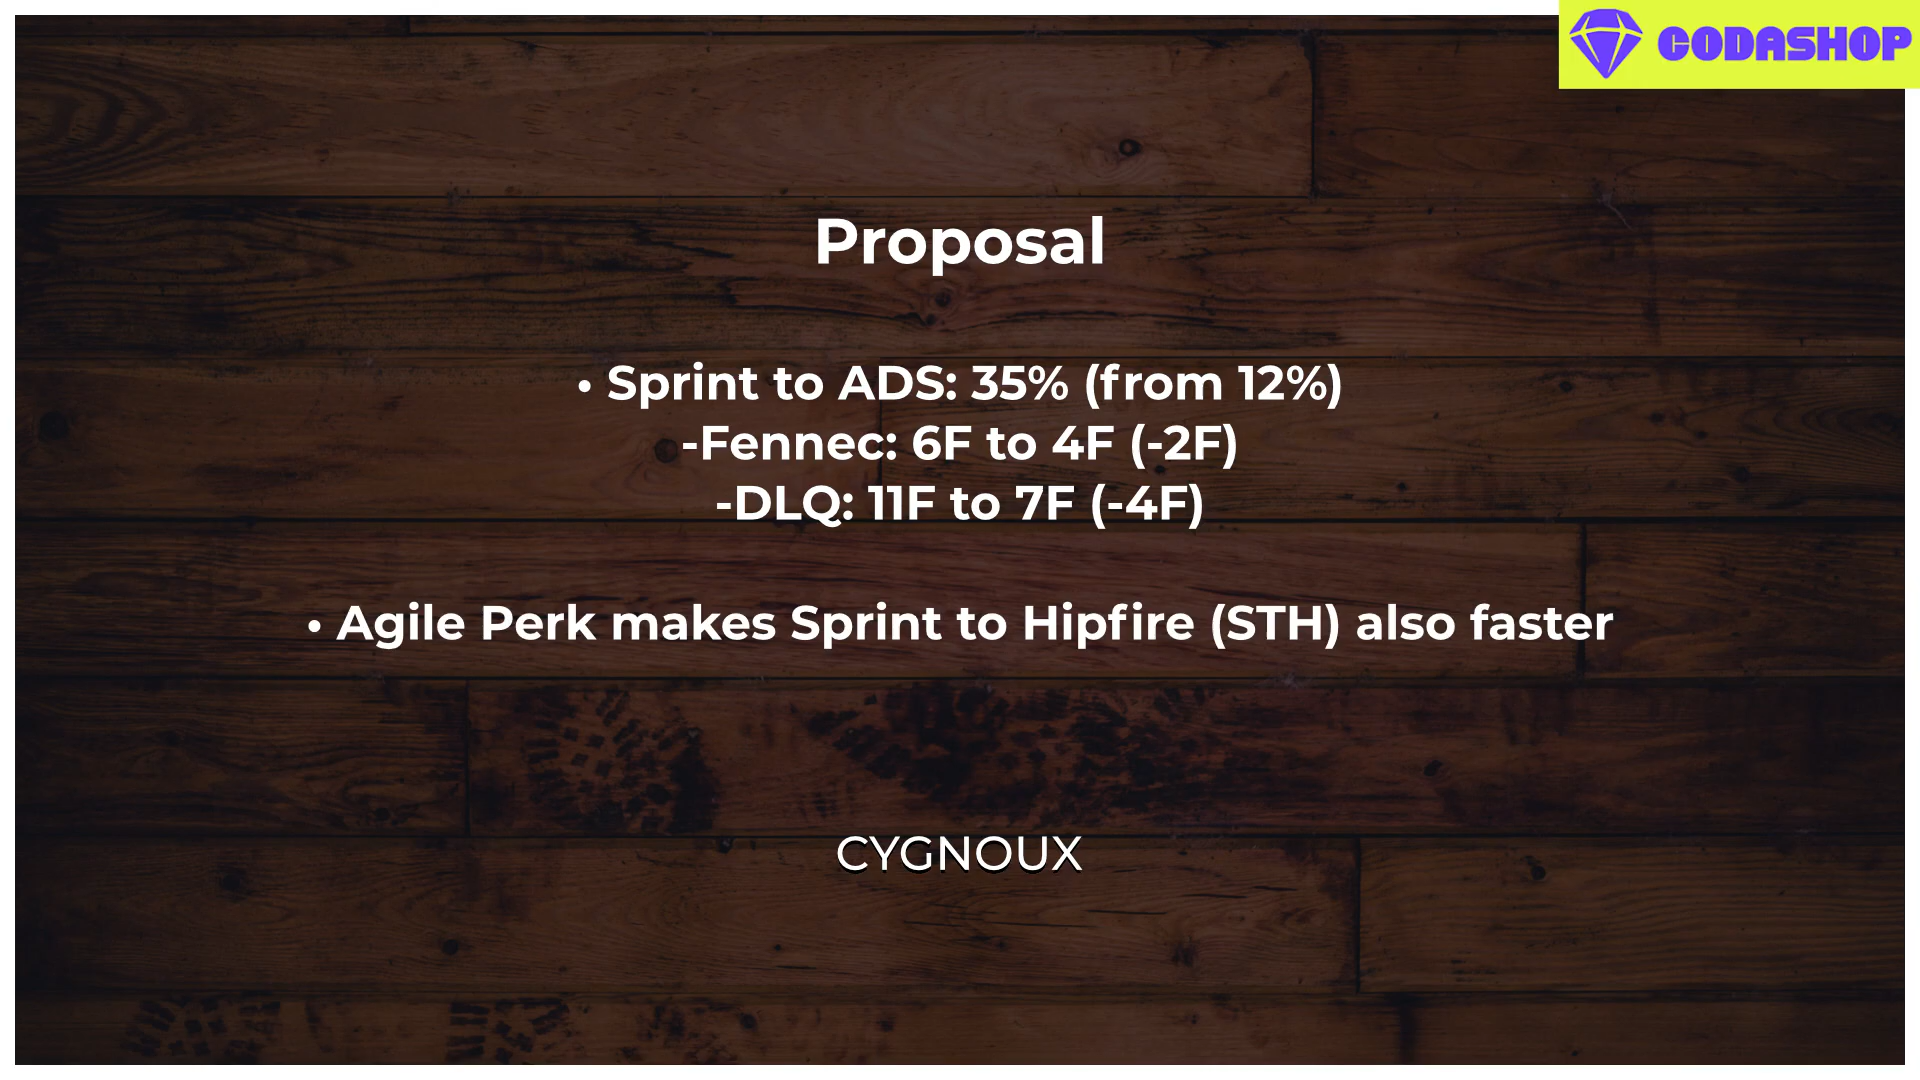 CODASHOP
Proposal
• Sprint to ADS: 35% (from 12%)
-Fennec: 6F to 4F (-2F)
-DLQ: 11F to 7F (-4F)
• Agile Perk makes Sprint to Hipfire (STH) also faster
CYGNOUX